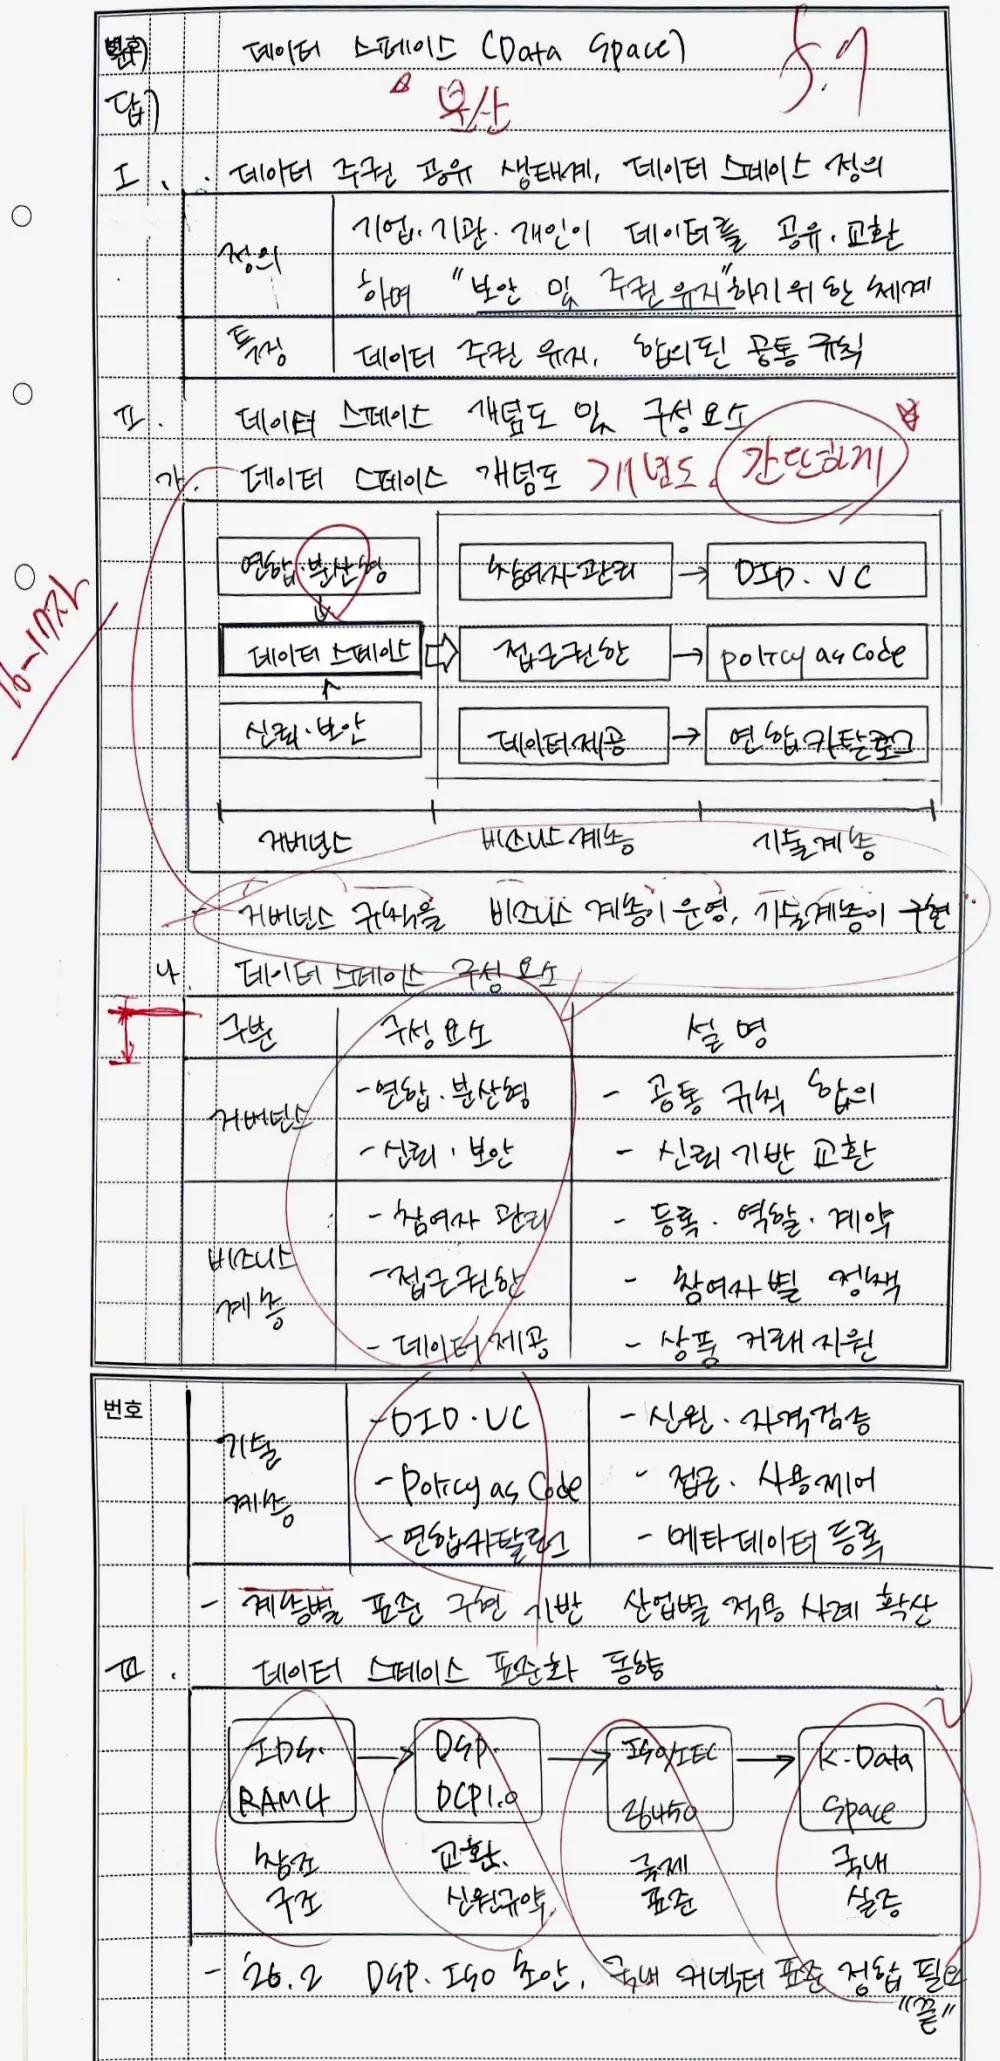 번호)
데이터 스페이스 (Data Space)
5.7
답)
분산
I. 데이터 주권 공유 생태계, 데이터 스페이스 정의
정의
기업·기관·개인이 데이터를 공유·교환
하며 "보안 및 주권 유지"하기 위한 체계
특징
데이터 주권 유지, 합의된 공통 규칙
II. 데이터 스페이스 개념도 및 구성요소
가. 데이터 스페이스 개념도
개념도. 간단하게
연합·분산형
참여자 관리 → DID·VC
데이터 스페이스 접근권한 → policy as code
신뢰·보안
데이터 제공 → 연합카탈로그
16-17자
거버넌스 비즈니스 계층 기술계층
- 거버넌스 규칙을 비즈니스 계층이 운영, 기술계층이 구현
나. 데이터 스페이스 구성요소
구분 구성요소 설명
거버넌스
- 연합·분산형 - 공통 규칙 합의
- 신뢰·보안 - 신뢰 기반 교환
비즈니스 계층
- 참여자 관리 - 등록·역할·계약
- 접근권한 - 참여자별 정책
- 데이터 제공 - 상품 거래 지원
번호
기술 계층
- DID·VC - 신원·자격검증
- Policy as Code - 접근·사용제어
- 연합카탈로그 - 메타데이터 등록
- 계층별 표준 구현 기반 산업별 적용 사례 확산
III. 데이터 스페이스 표준화 동향
IDS. → DSP. → ISO/IEC → K-Data
RAM4 DCP1.0 26450 Space
참조 교환. 국제 국내
구조 신원규약. 표준 실증
- '26.2 DSP·ISO 초안, 국내 커넥터 표준 정합 필요
"끝"